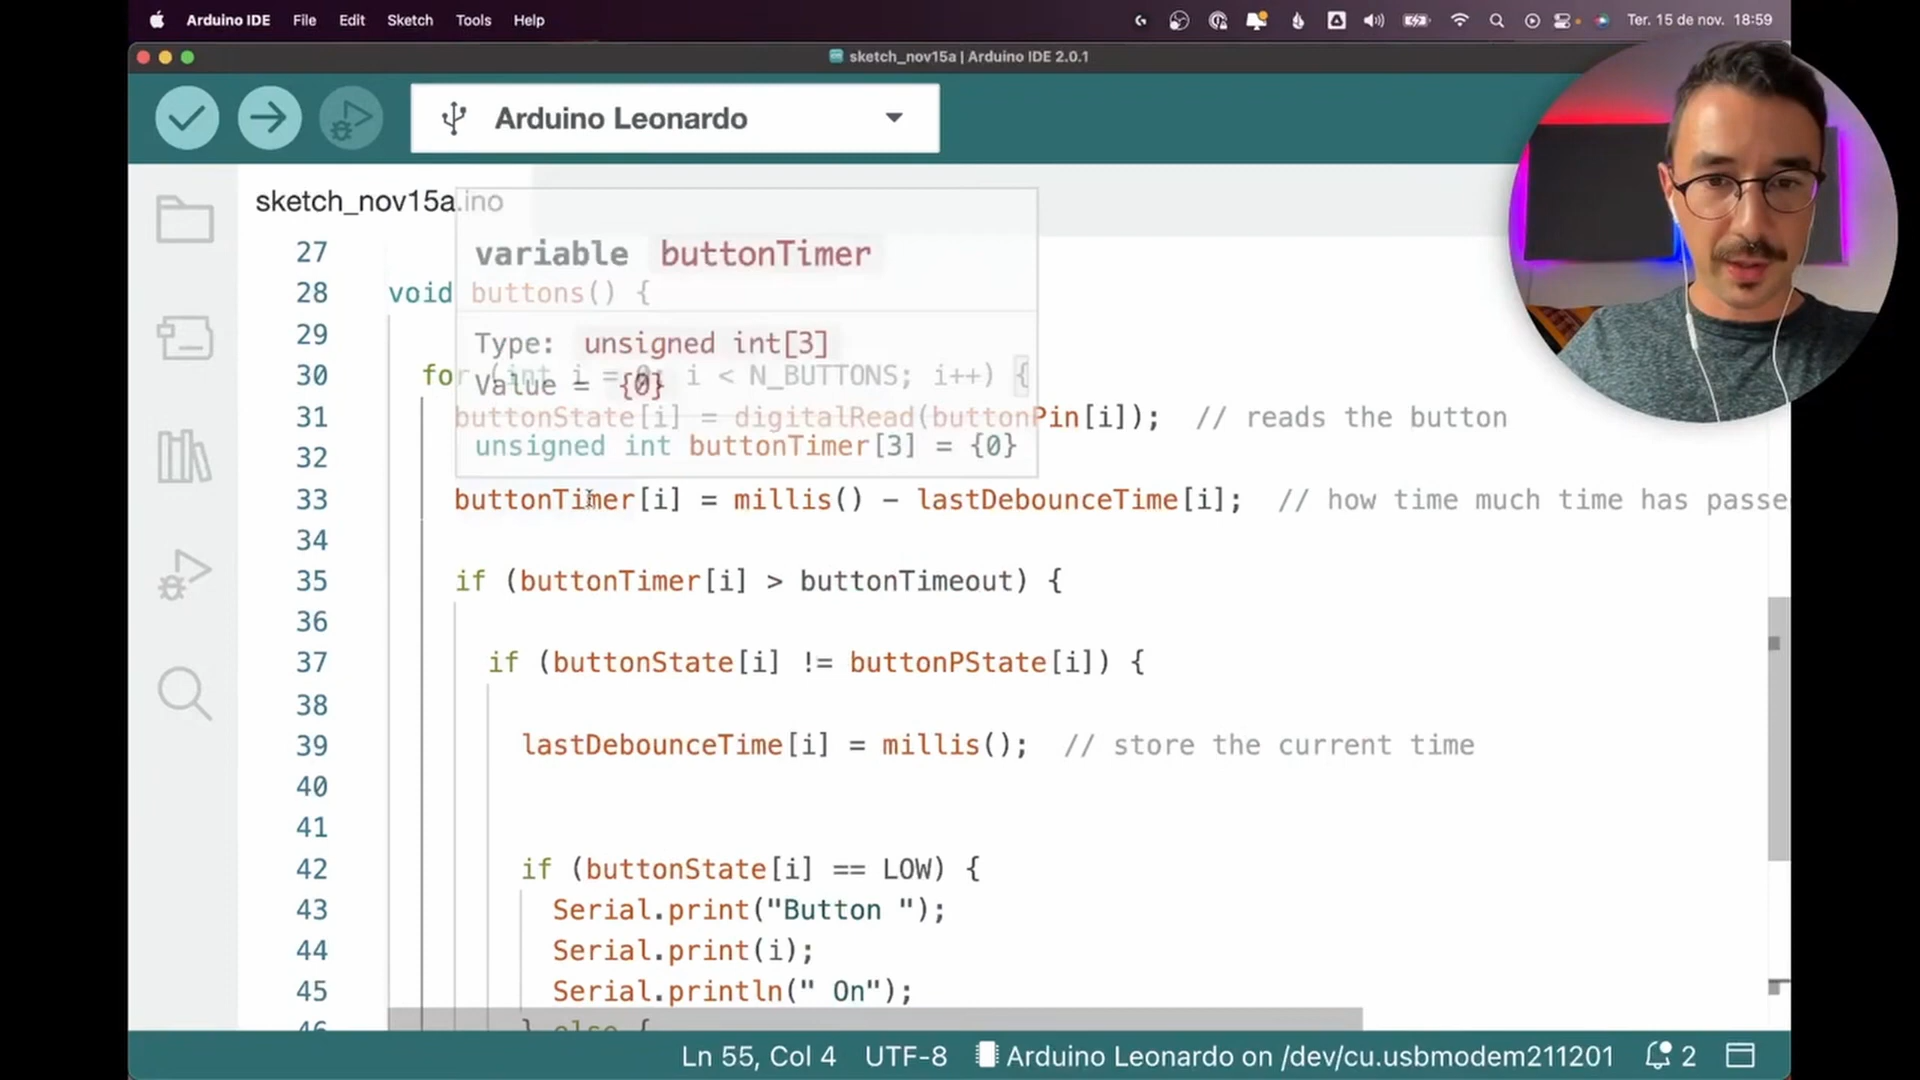 Arduino IDE File Edit Sketch Tools Help Ter. 15 de nov. 18:59
sketch_nov15a | Arduino IDE 2.0.1
Arduino Leonardo
sketch_nov15a.ino
variable buttonTimer
Type: unsigned int[3]
Value = {0}
unsigned int buttonTimer[3] = {0}
27
28 void buttons() {
29
30 for (int i = 0; i < N_BUTTONS; i++) {
31 buttonState[i] = digitalRead(buttonPin[i]); // reads the button
32
33 buttonTimer[i] = millis() - lastDebounceTime[i]; // how time much time has passe
34
35 if (buttonTimer[i] > buttonTimeout) {
36
37 if (buttonState[i] != buttonPState[i]) {
38
39 lastDebounceTime[i] = millis(); // store the current time
40
41
42 if (buttonState[i] == LOW) {
43 Serial.print("Button ");
44 Serial.print(i);
45 Serial.println(" On");
46 } else {
Ln 55, Col 4 UTF-8 Arduino Leonardo on /dev/cu.usbmodem211201 2